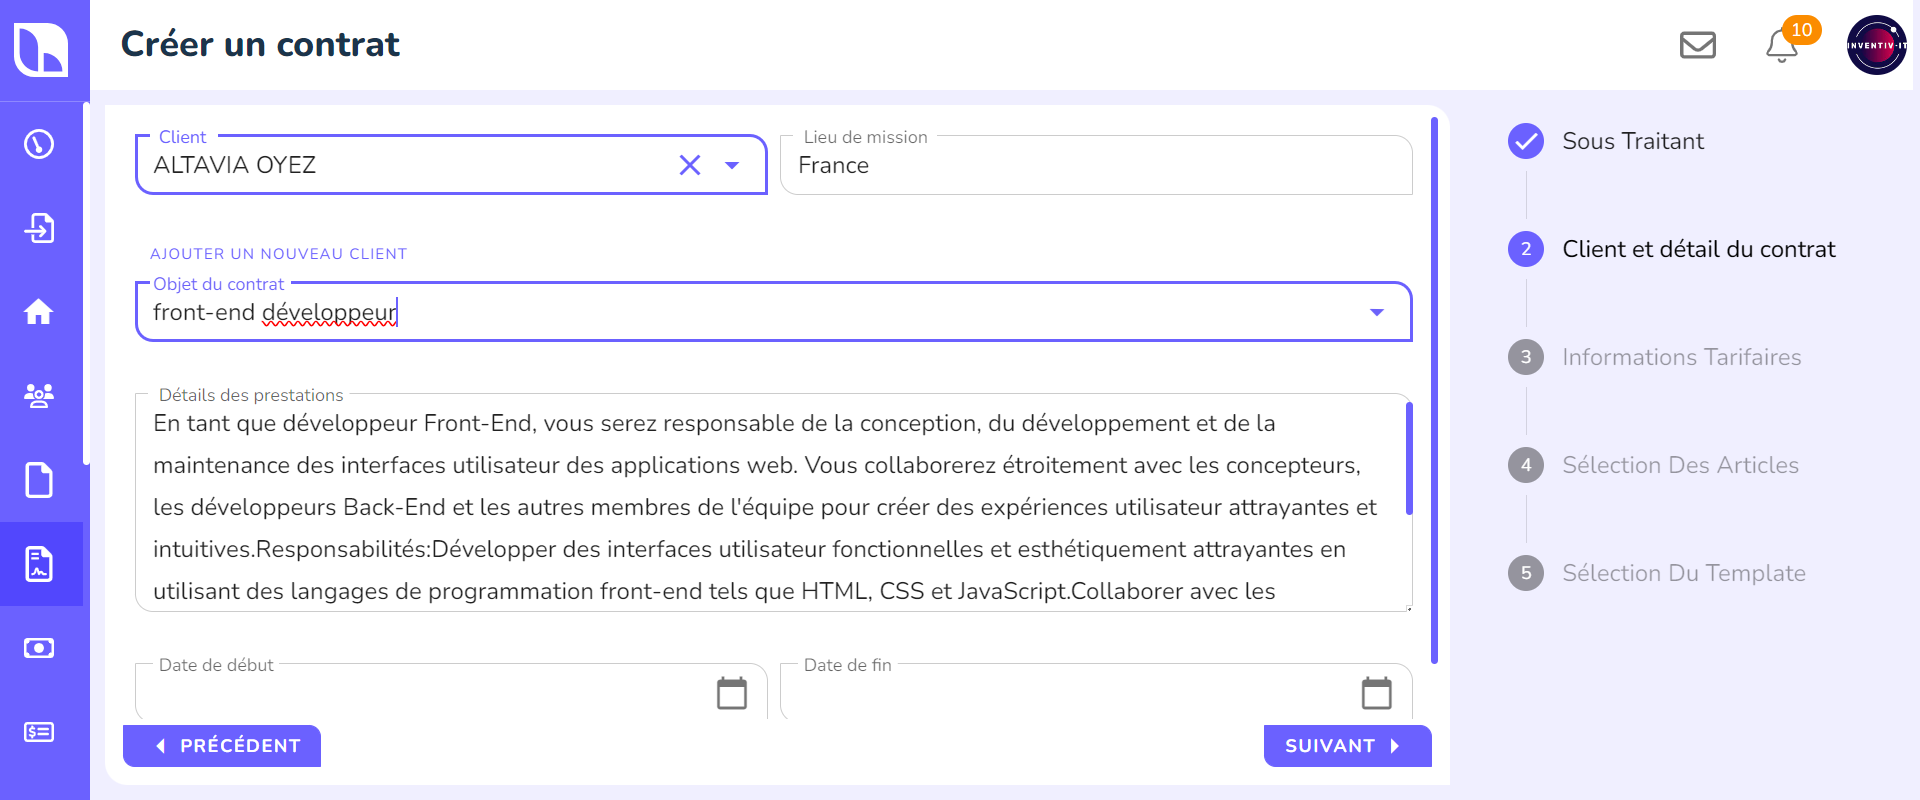 Créer un contrat
10
INVENTIV-IT
Client
ALTAVIA OYEZ
Lieu de mission
France
AJOUTER UN NOUVEAU CLIENT
Objet du contrat
front-end développeur
Détails des prestations
En tant que développeur Front-End, vous serez responsable de la conception, du développement et de la
maintenance des interfaces utilisateur des applications web. Vous collaborerez étroitement avec les concepteurs,
les développeurs Back-End et les autres membres de l'équipe pour créer des expériences utilisateur attrayantes et
intuitives.Responsabilités:Développer des interfaces utilisateur fonctionnelles et esthétiquement attrayantes en
utilisant des langages de programmation front-end tels que HTML, CSS et JavaScript.Collaborer avec les
Date de début
Date de fin
PRÉCÉDENT
SUIVANT
Sous Traitant
2 Client et détail du contrat
3 Informations Tarifaires
4 Sélection Des Articles
5 Sélection Du Template